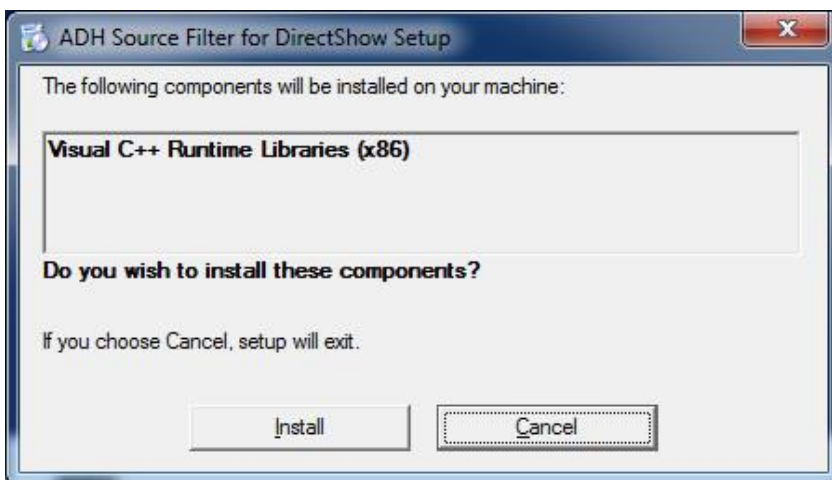 ADH Source Filter for DirectShow Setup
The following components will be installed on your machine:
Visual C++ Runtime Libraries (x86)
Do you wish to install these components?
If you choose Cancel, setup will exit.
Install
Cancel